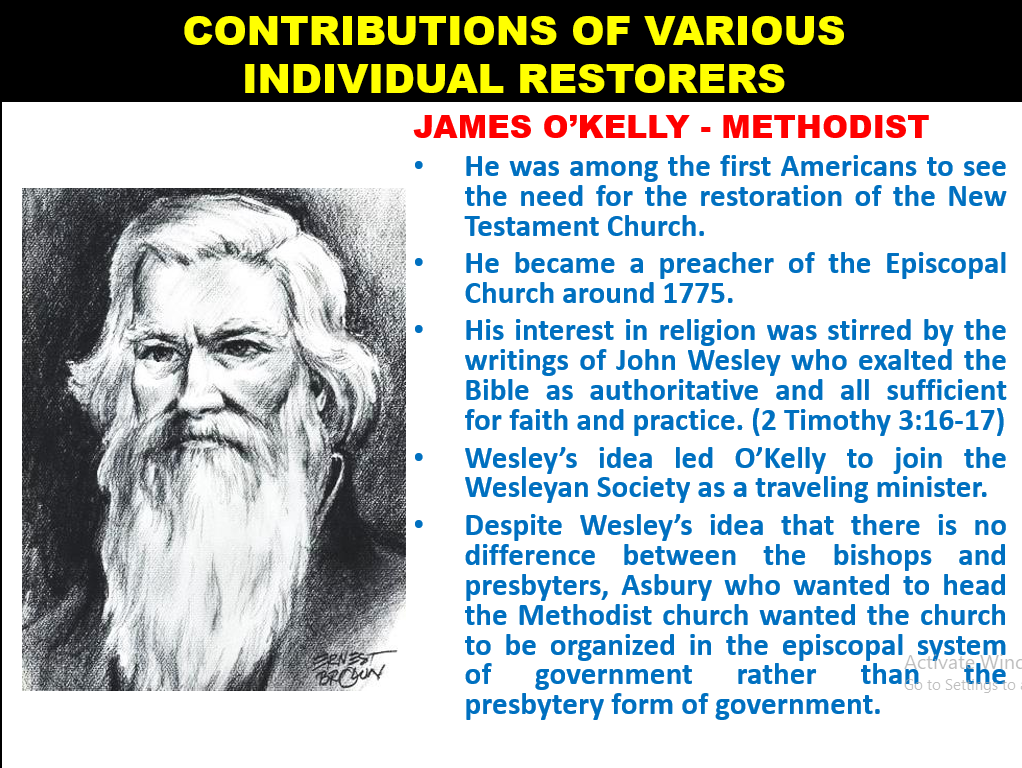 CONTRIBUTIONS OF VARIOUS
INDIVIDUAL RESTORERS
JAMES O’KELLY - METHODIST
• He was among the first Americans to see
the need for the restoration of the New
Testament Church.
• He became a preacher of the Episcopal
Church around 1775.
• His interest in religion was stirred by the
writings of John Wesley who exalted the
Bible as authoritative and all sufficient
for faith and practice. (2 Timothy 3:16-17)
• Wesley’s idea led O’Kelly to join the
Wesleyan Society as a traveling minister.
• Despite Wesley’s idea that there is no
difference between the bishops and
presbyters, Asbury who wanted to head
the Methodist church wanted the church
to be organized in the episcopal system
of government rather than the
presbytery form of government.
ERNEST
BROWN
Activate Wind
Go to Settings to a